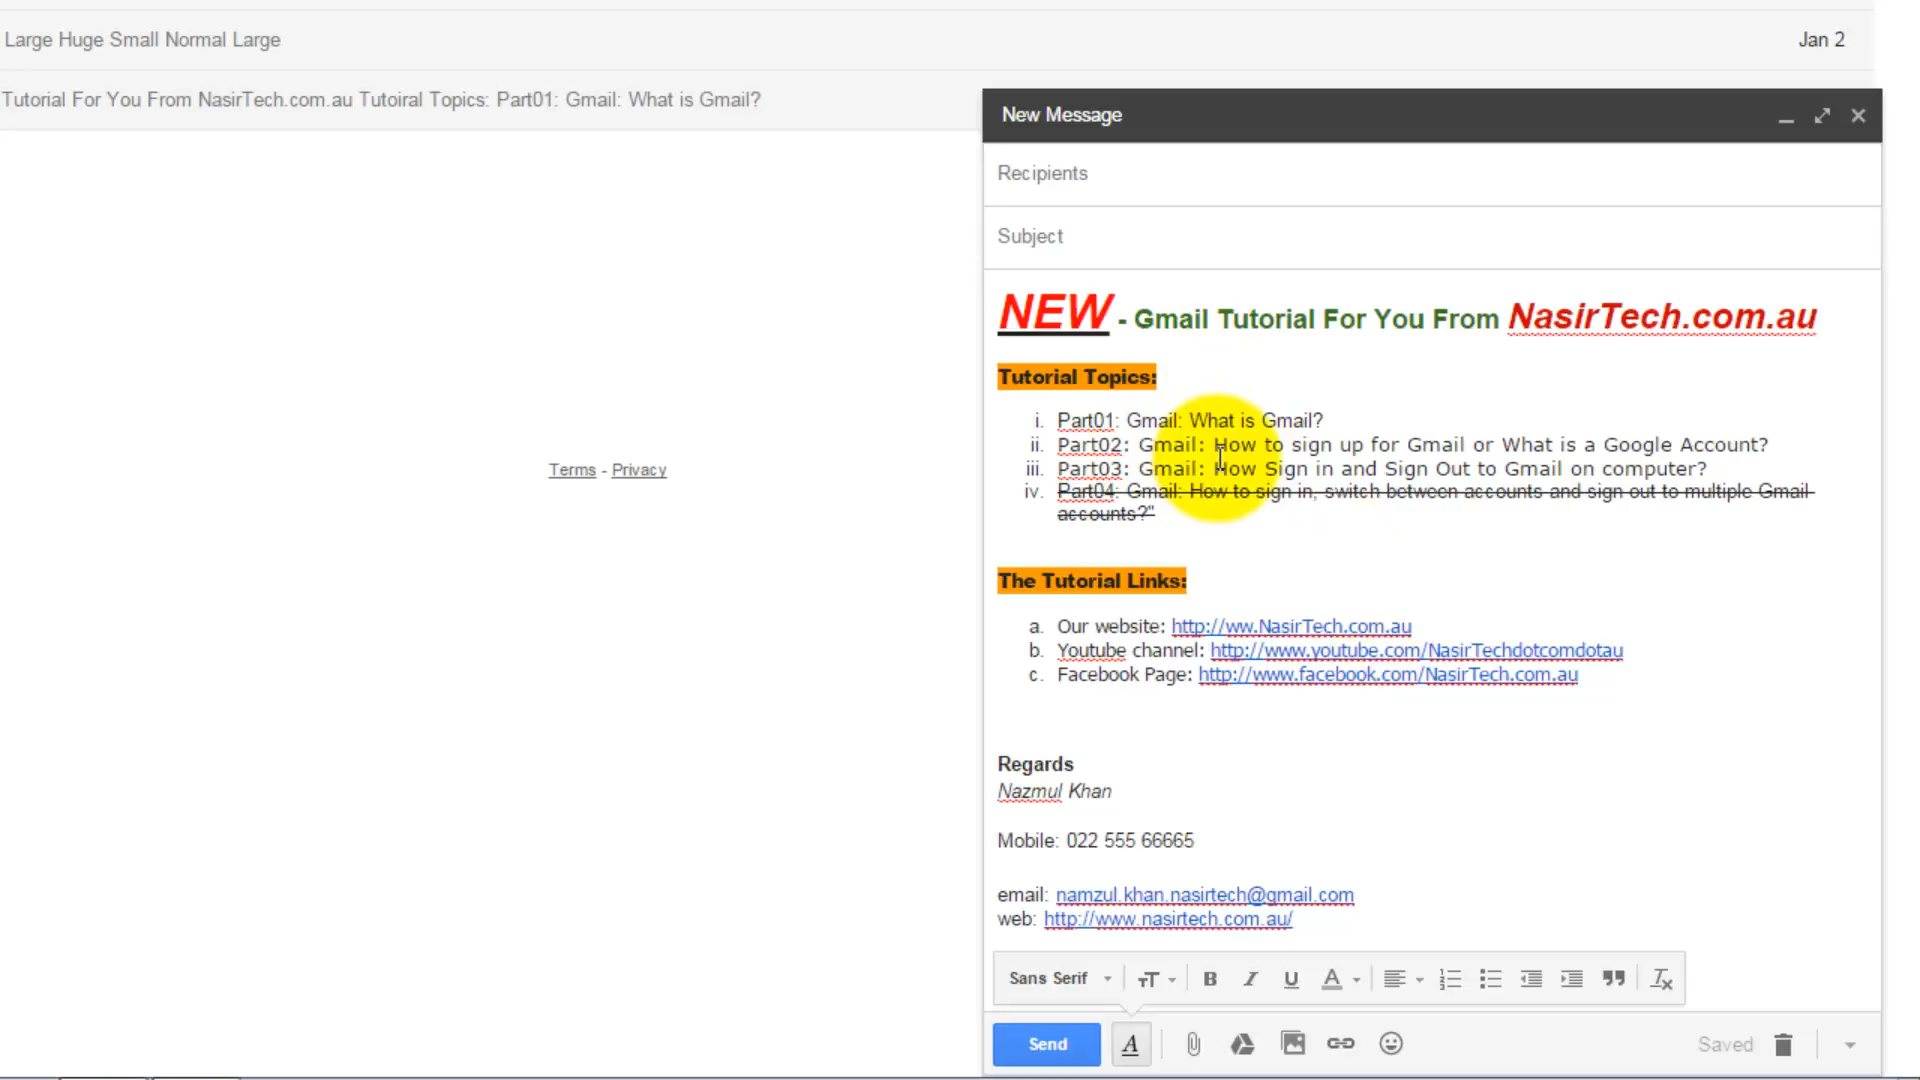 Large Huge Small Normal Large
Jan 2
Tutorial For You From NasirTech.com.au Tutoiral Topics: Part01: Gmail: What is Gmail?
Terms - Privacy
New Message
Recipients
Subject
NEW - Gmail Tutorial For You From NasirTech.com.au
Tutorial Topics:
i. Part01: Gmail: What is Gmail?
ii. Part02: Gmail: How to sign up for Gmail or What is a Google Account?
iii. Part03: Gmail: How Sign in and Sign Out to Gmail on computer?
iv. Part04: Gmail: How to sign in, switch between accounts and sign out to multiple Gmail
accounts?"
The Tutorial Links:
a. Our website: http://ww.NasirTech.com.au
b. Youtube channel: http://www.youtube.com/NasirTechdotcomdotau
c. Facebook Page: http://www.facebook.com/NasirTech.com.au
Regards
Nazmul Khan
Mobile: 022 555 66665
email: namzul.khan.nasirtech@gmail.com
web: http://www.nasirtech.com.au/
Sans Serif
Send
Saved